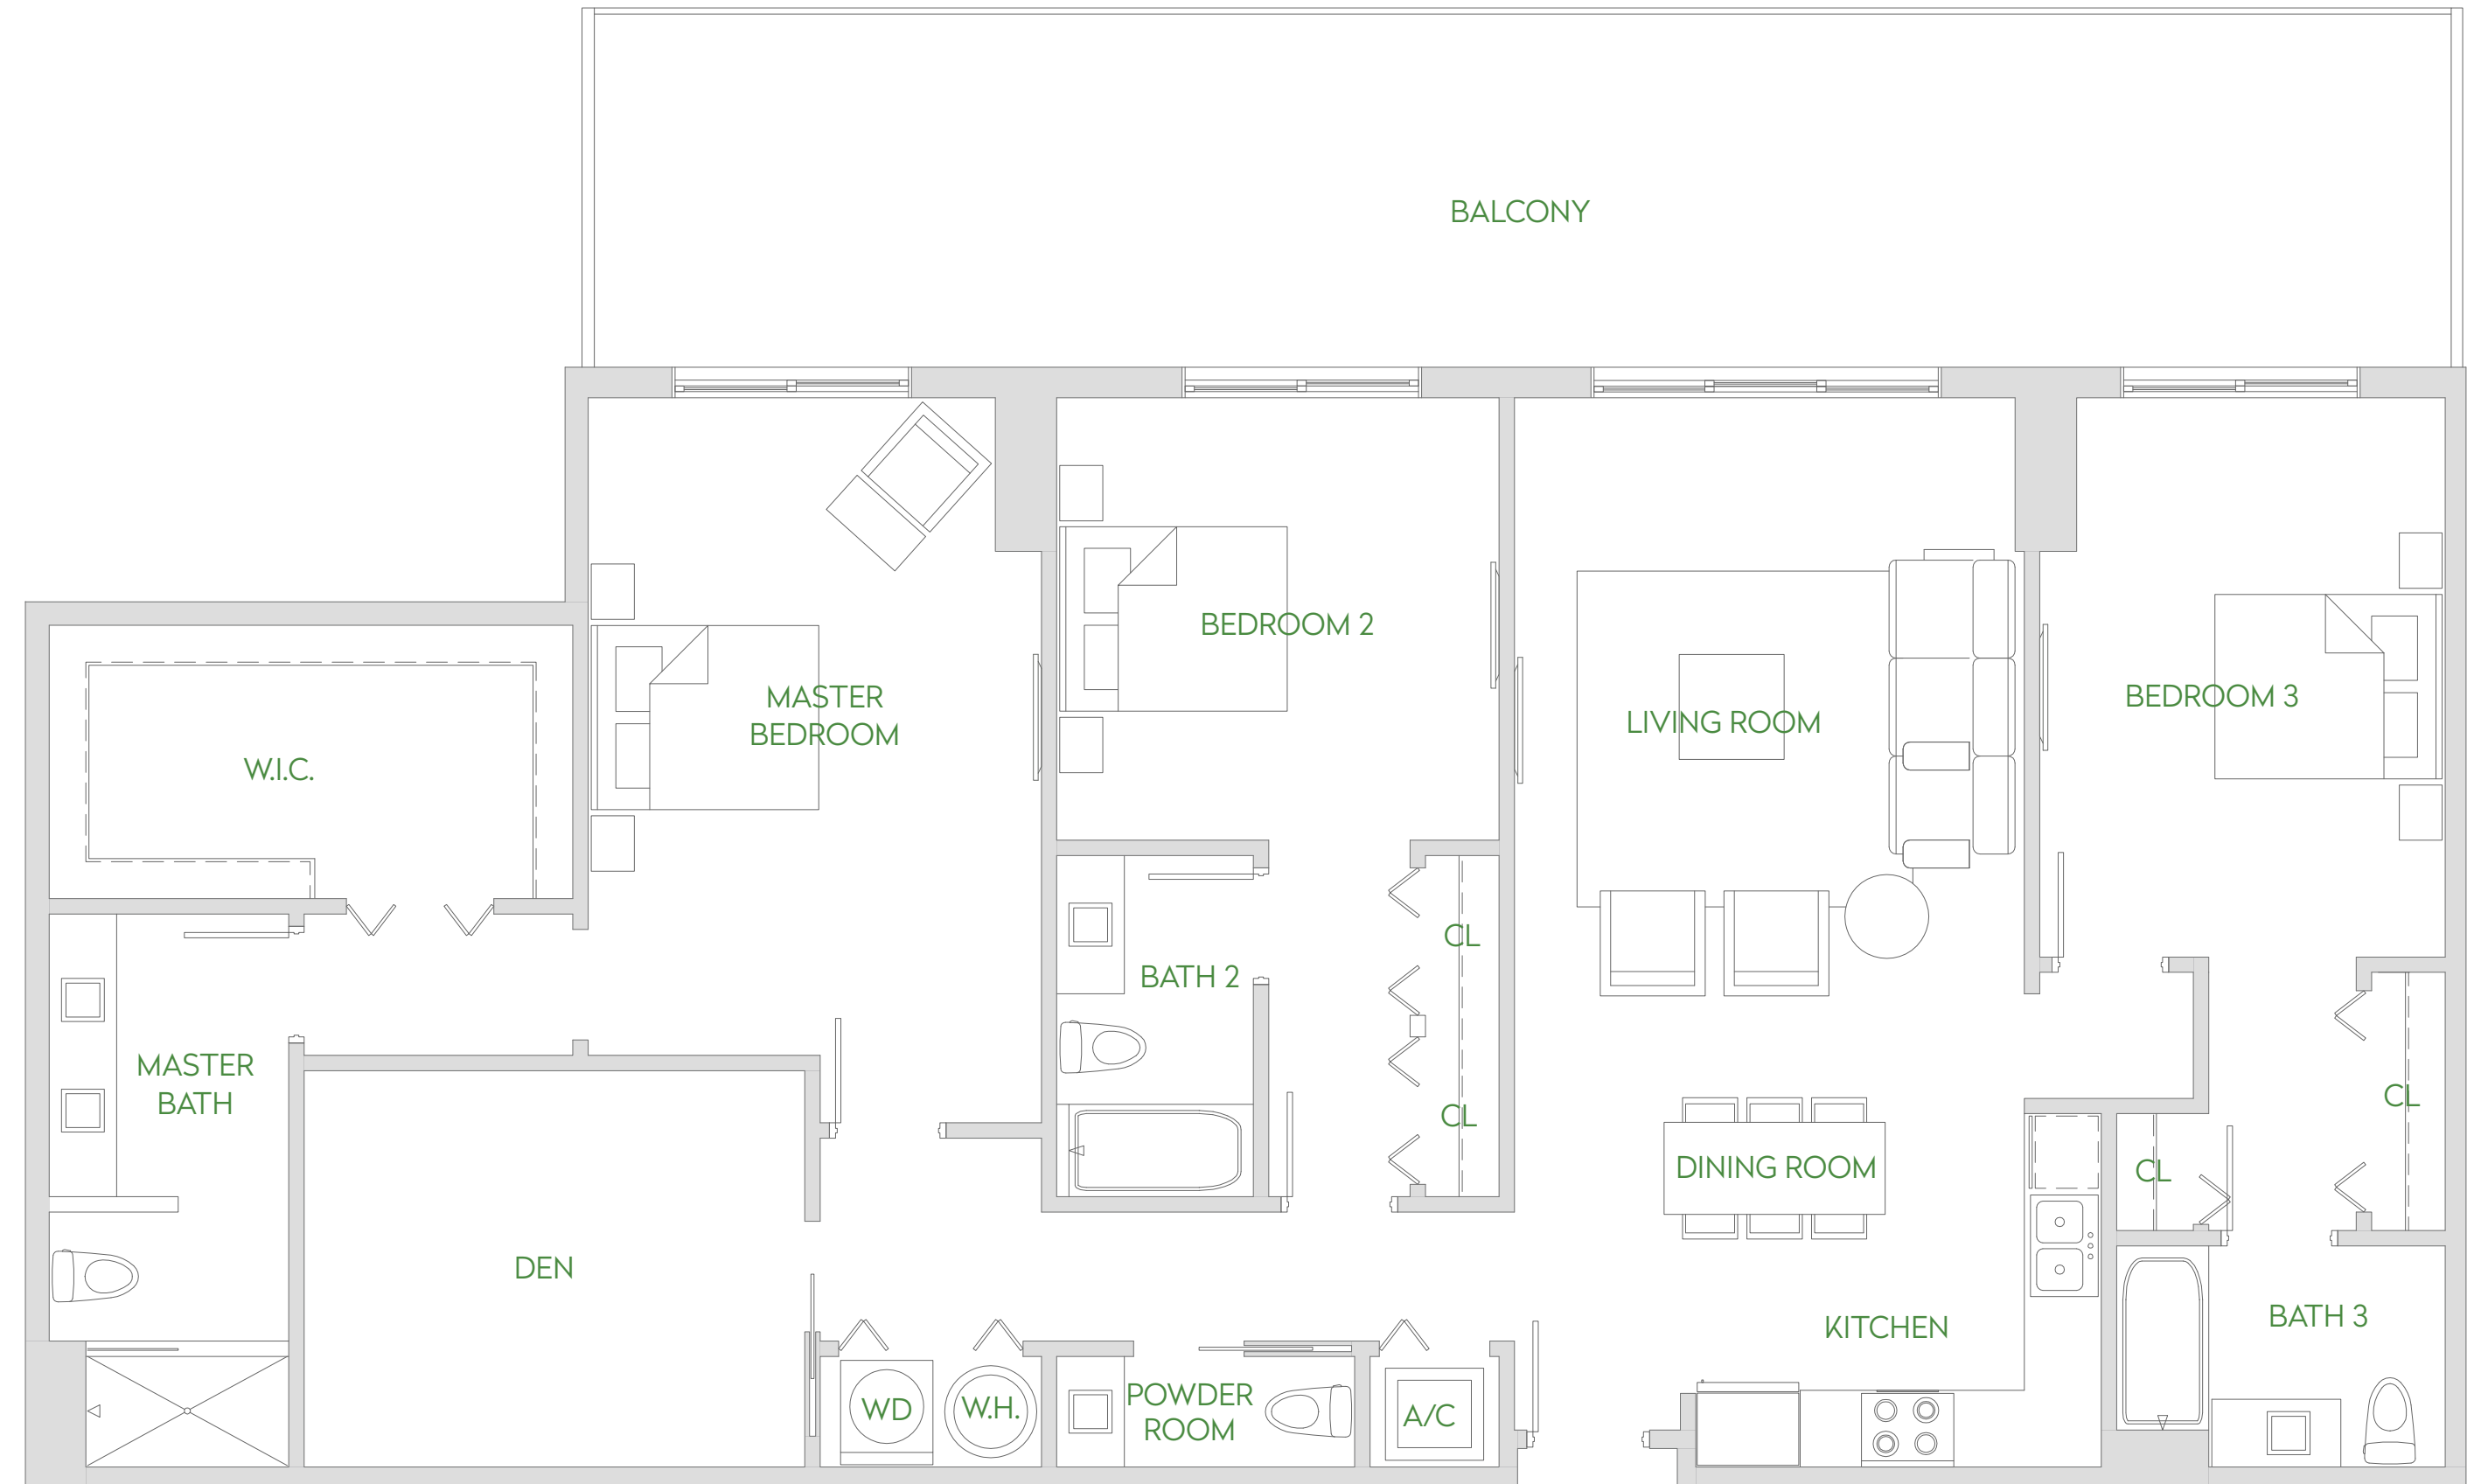 BALCONY
BEDROOM 2
MASTER
BEDROOM
BEDROOM 3
LIVING ROOM
W.I.C.
CL
BATH 2
MASTER
BATH
CL
CL
DINING ROOM
CL
DEN
BATH 3
KITCHEN
WD
W.H.
POWDER
ROOM
A/C